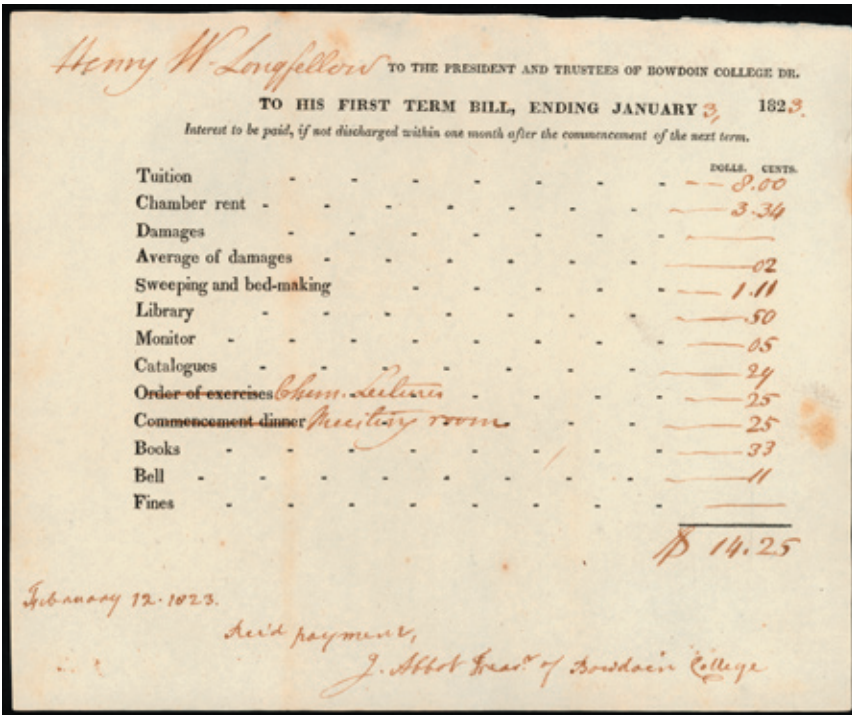 Henry W. Longfellow TO THE PRESIDENT AND TRUSTEES OF BOWDOIN COLLEGE DR.
TO HIS FIRST TERM BILL, ENDING JANUARY 3, 1823.
Interest to be paid, if not discharged within one month after the commencement of the next term.
DOLLS. CENTS.
Tuition - - - - - - - 8.00
Chamber rent - - - - - - - - 3.34
Damages - - - - - - -
Average of damages - - - - - - 02
Sweeping and bed-making - - - - - 1.11
Library - - - - - - - 50
Monitor - - - - - - - - 05
Catalogues - - - - - - - 29
Order of exercises Chem. Lectures - - - - 25
Commencement dinner Reciting room - - - 25
Books - - - - - - - - 33
Bell - - - - - - - - 11
Fines - - - - - - - -
$ 14.25
February 12. 1823.
Rec'd payment,
J. Abbot Treasr of Bowdoin College